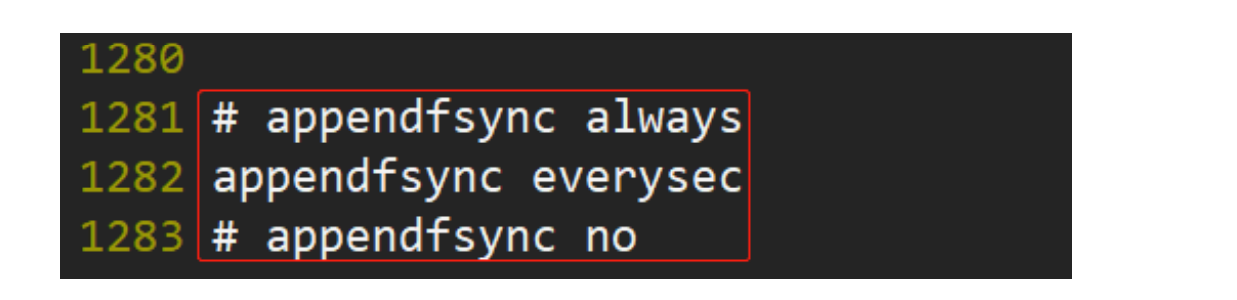 1280
1281 # appendfsync always
1282 appendfsync everysec
1283 # appendfsync no